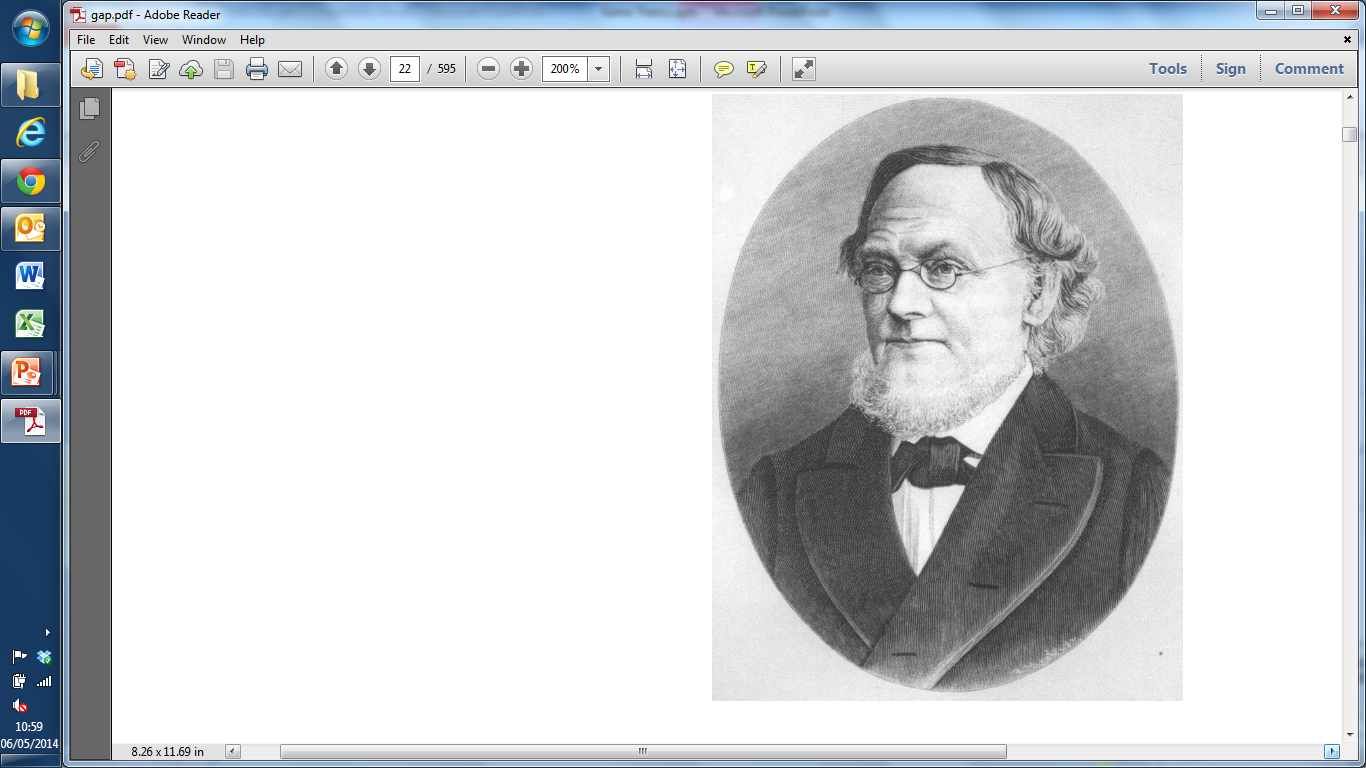 gap.pdf - Adobe Reader
File Edit View Window Help
22 / 595 200% Tools Sign Comment
PDF
10:59
06/05/2014
8.26 x 11.69 in